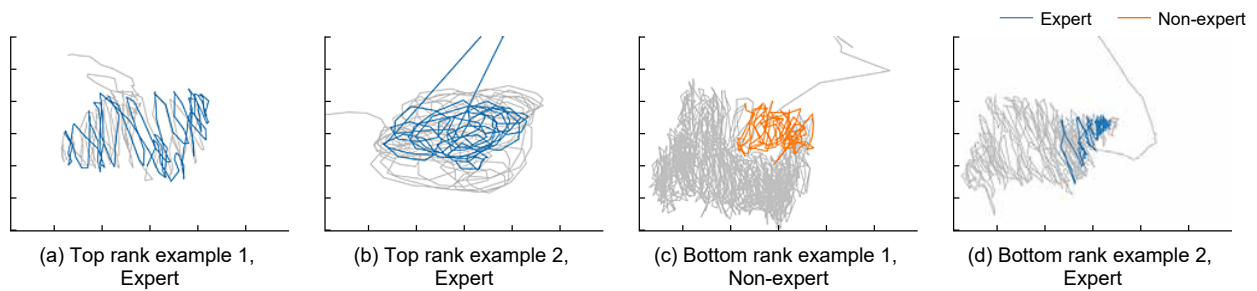 Expert Non-expert
(a) Top rank example 1,
Expert
(b) Top rank example 2,
Expert
(c) Bottom rank example 1,
Non-expert
(d) Bottom rank example 2,
Expert